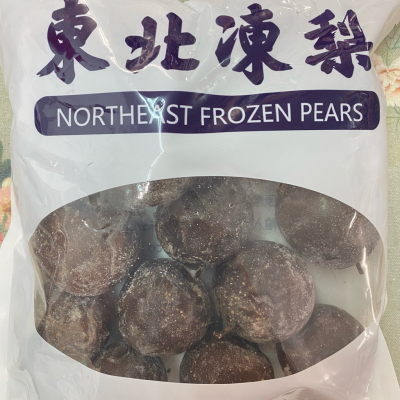 東北凍梨
NORTHEAST FROZEN PEARS